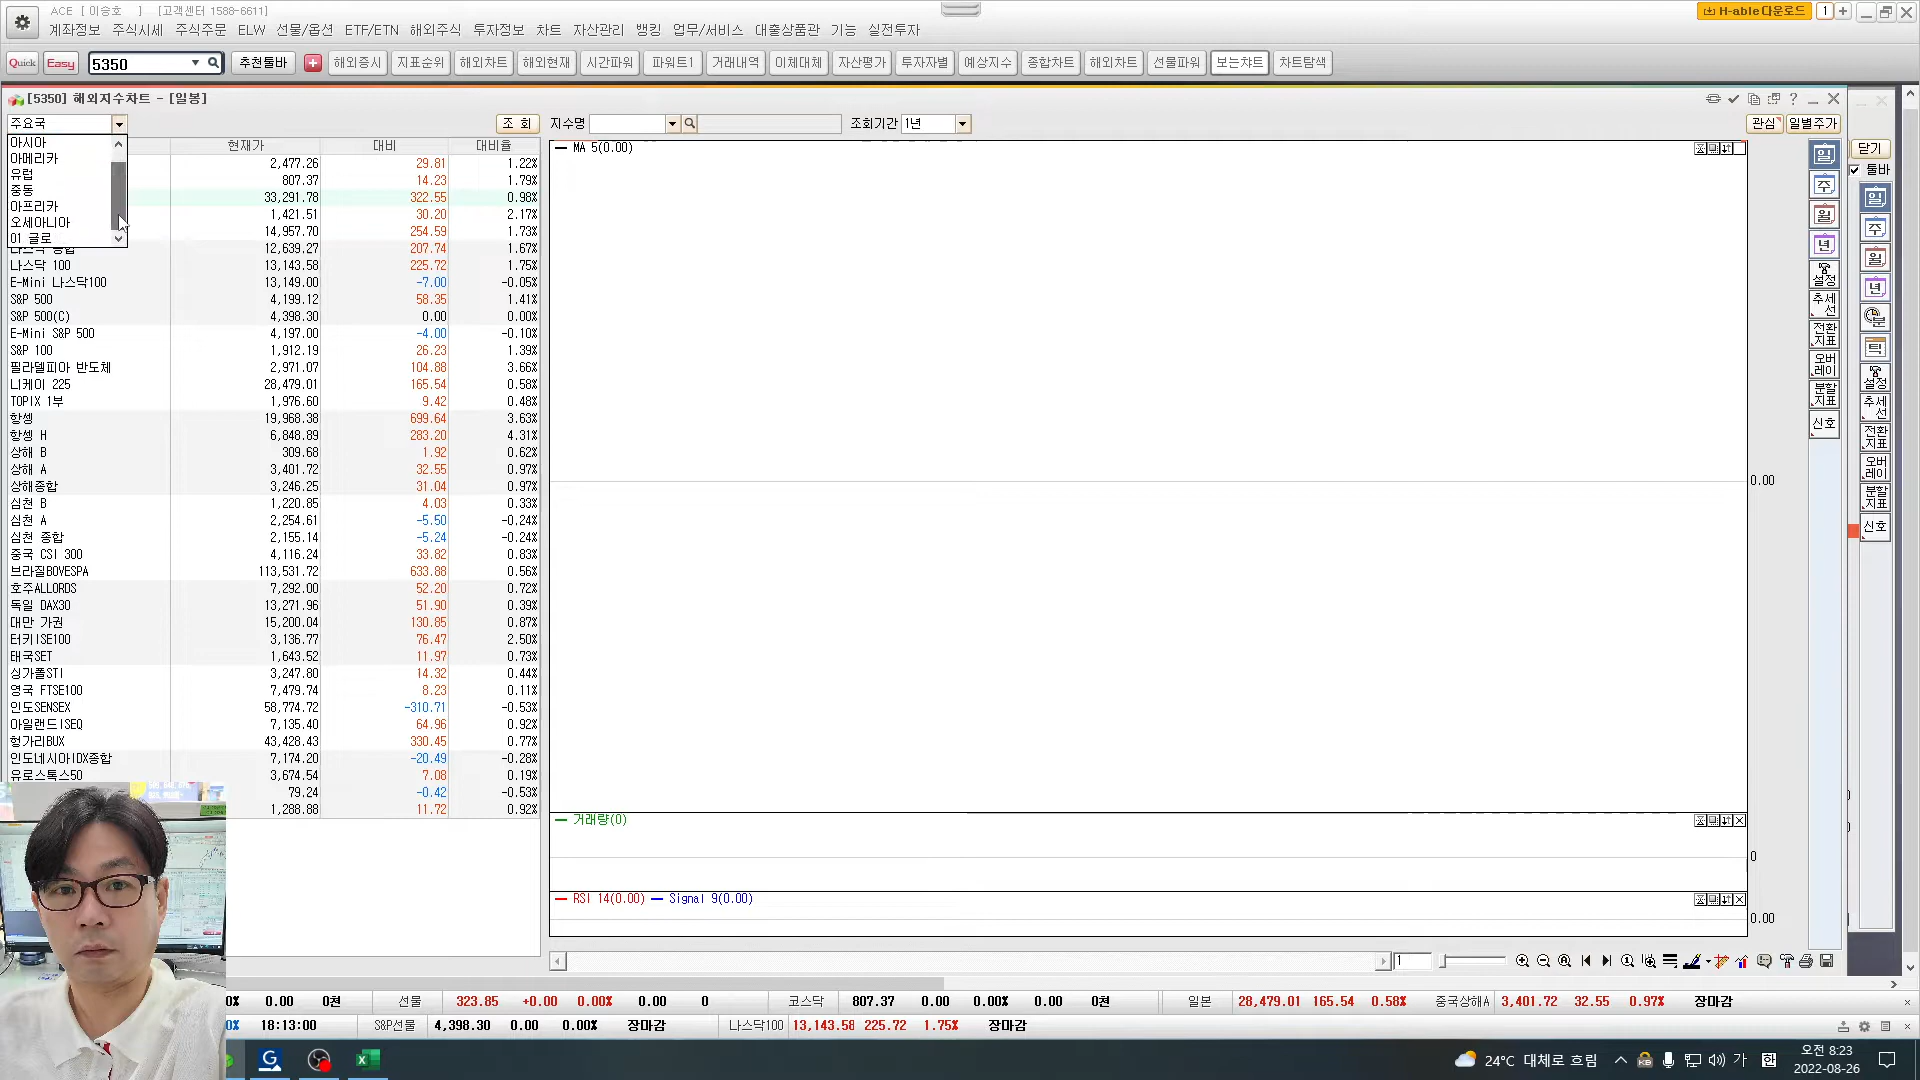 ACE [ 이승호 ] [고객센터 1588-6611]
H-able다운로드 1
계좌정보 주식시세 주식주문 ELW 선물/옵션 ETF/ETN 해외주식 투자정보 차트 자산관리 뱅킹 업무/서비스 대출상품관 기능 실전투자
Quick Easy 5350 추천툴바 해외증시 지표순위 해외차트 해외현재 시간파워 파워트1 거래내역 이체대체 자산평가 투자자별 예상지수 종합차트 해외차트 선물파워 보는차트 차트탐색
[5350] 해외지수차트 - [일봉]
주요국 조 회 지수명 조회기간 1년 관심 일별주가
아시아
아메리카
유럽
중동
아프리카
오세아니아
01 글로
현재가 대비 대비율
2,477.26 29.81 1.22%
807.37 14.23 1.79%
33,291.78 322.55 0.98%
1,421.51 30.20 2.17%
14,957.70 254.59 1.73%
나스닥 종합 12,639.27 207.74 1.67%
나스닥 100 13,143.58 225.72 1.75%
E-Mini 나스닥100 13,149.00 -7.00 -0.05%
S&P 500 4,199.12 58.35 1.41%
S&P 500(C) 4,398.30 0.00 0.00%
E-Mini S&P 500 4,197.00 -4.00 -0.10%
S&P 100 1,912.19 26.23 1.39%
필라델피아 반도체 2,971.07 104.88 3.66%
니케이 225 28,479.01 165.54 0.58%
TOPIX 1부 1,976.60 9.42 0.48%
항셍 19,968.38 699.64 3.63%
항셍 H 6,848.89 283.20 4.31%
상해 B 309.68 1.92 0.62%
상해 A 3,401.72 32.55 0.97%
상해종합 3,246.25 31.04 0.97%
심천 B 1,220.85 4.03 0.33%
심천 A 2,254.61 -5.50 -0.24%
심천 종합 2,155.14 -5.24 -0.24%
중국 CSI 300 4,116.24 33.82 0.83%
브라질BOVESPA 113,531.72 633.88 0.56%
호주ALLORDS 7,292.00 52.20 0.72%
독일 DAX30 13,271.96 51.90 0.39%
대만 가권 15,200.04 130.85 0.87%
터키ISE100 3,136.77 76.47 2.50%
태국SET 1,643.52 11.97 0.73%
싱가폴STI 3,247.80 14.32 0.44%
영국 FTSE100 7,479.74 8.23 0.11%
인도SENSEX 58,774.72 -310.71 -0.53%
아일랜드ISEQ 7,135.40 64.96 0.92%
헝가리BUX 43,428.43 330.45 0.77%
인도네시아IDX종합 7,174.20 -20.49 -0.28%
유로스톡스50 3,674.54 7.08 0.19%
79.24 -0.42 -0.53%
1,288.88 11.72 0.92%
MA 5(0.00)
0.00
거래량(0)
0
RSI 14(0.00) Signal 9(0.00)
0.00
1
일
주
월
년
설정
추세선
전환지표
오버레이
분할지표
신호
닫기
툴바
일
주
월
년
틱
설정
추세선
전환지표
오버레이
분할지표
신호
0% 0.00 0천 선물 323.85 +0.00 0.00% 0.00 0 코스닥 807.37 0.00 0.00% 0.00 0천 일본 28,479.01 165.54 0.58% 중국상해A 3,401.72 32.55 0.97% 장마감
0% 18:13:00 S&P선물 4,398.30 0.00 0.00% 장마감 나스닥100 13,143.58 225.72 1.75% 장마감
24°C 대체로 흐림 가 한 오전 8:23
2022-08-26